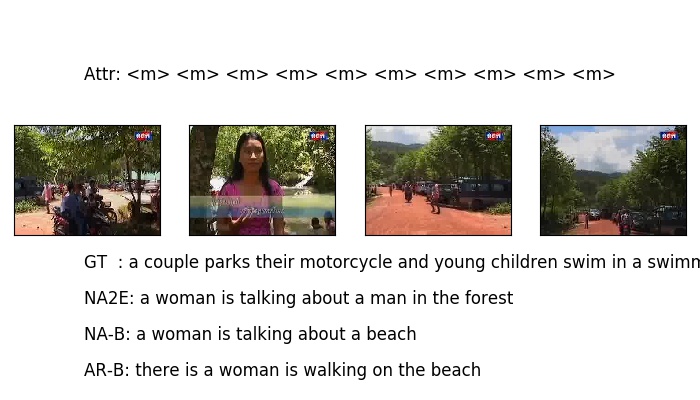 Attr: <m> <m> <m> <m> <m> <m> <m> <m> <m> <m>
GT  : a couple parks their motorcycle and young children swim in a swimm
NA2E: a woman is talking about a man in the forest
NA-B: a woman is talking about a beach
AR-B: there is a woman is walking on the beach